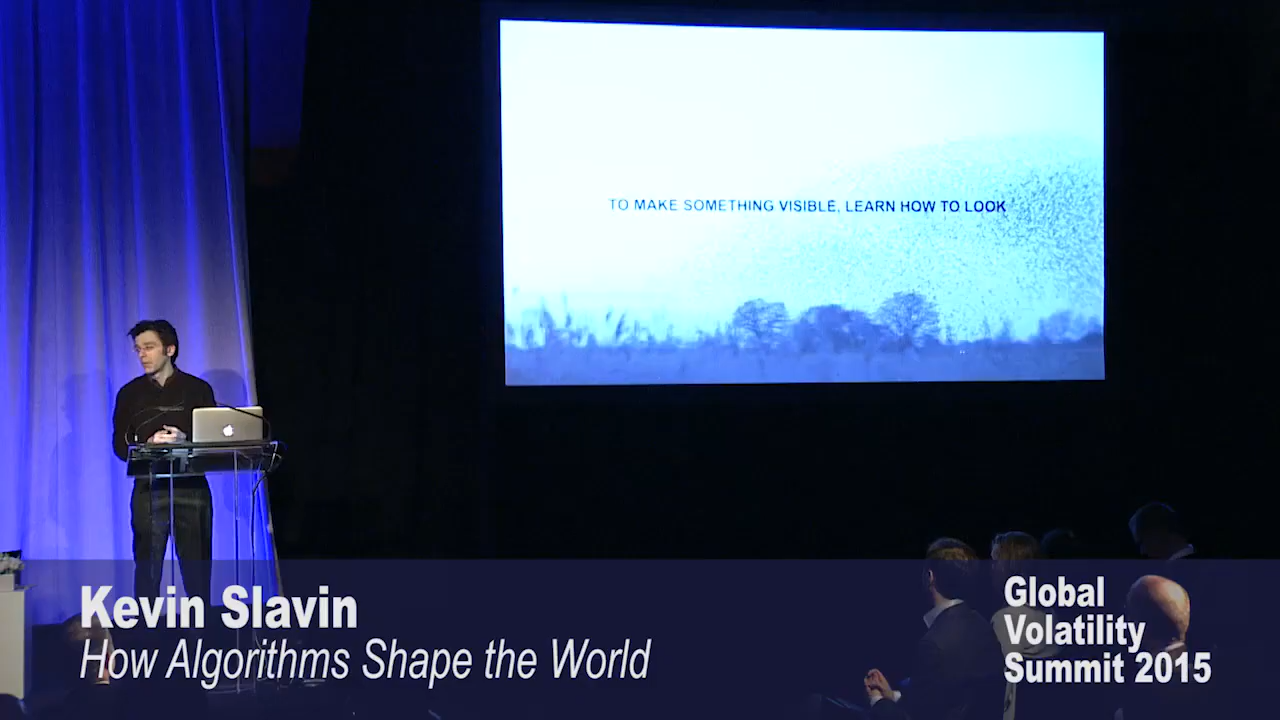 TO MAKE SOMETHING VISIBLE, LEARN HOW TO LOOK
Kevin Slavin
How Algorithms Shape the World
Global
Volatility
Summit 2015